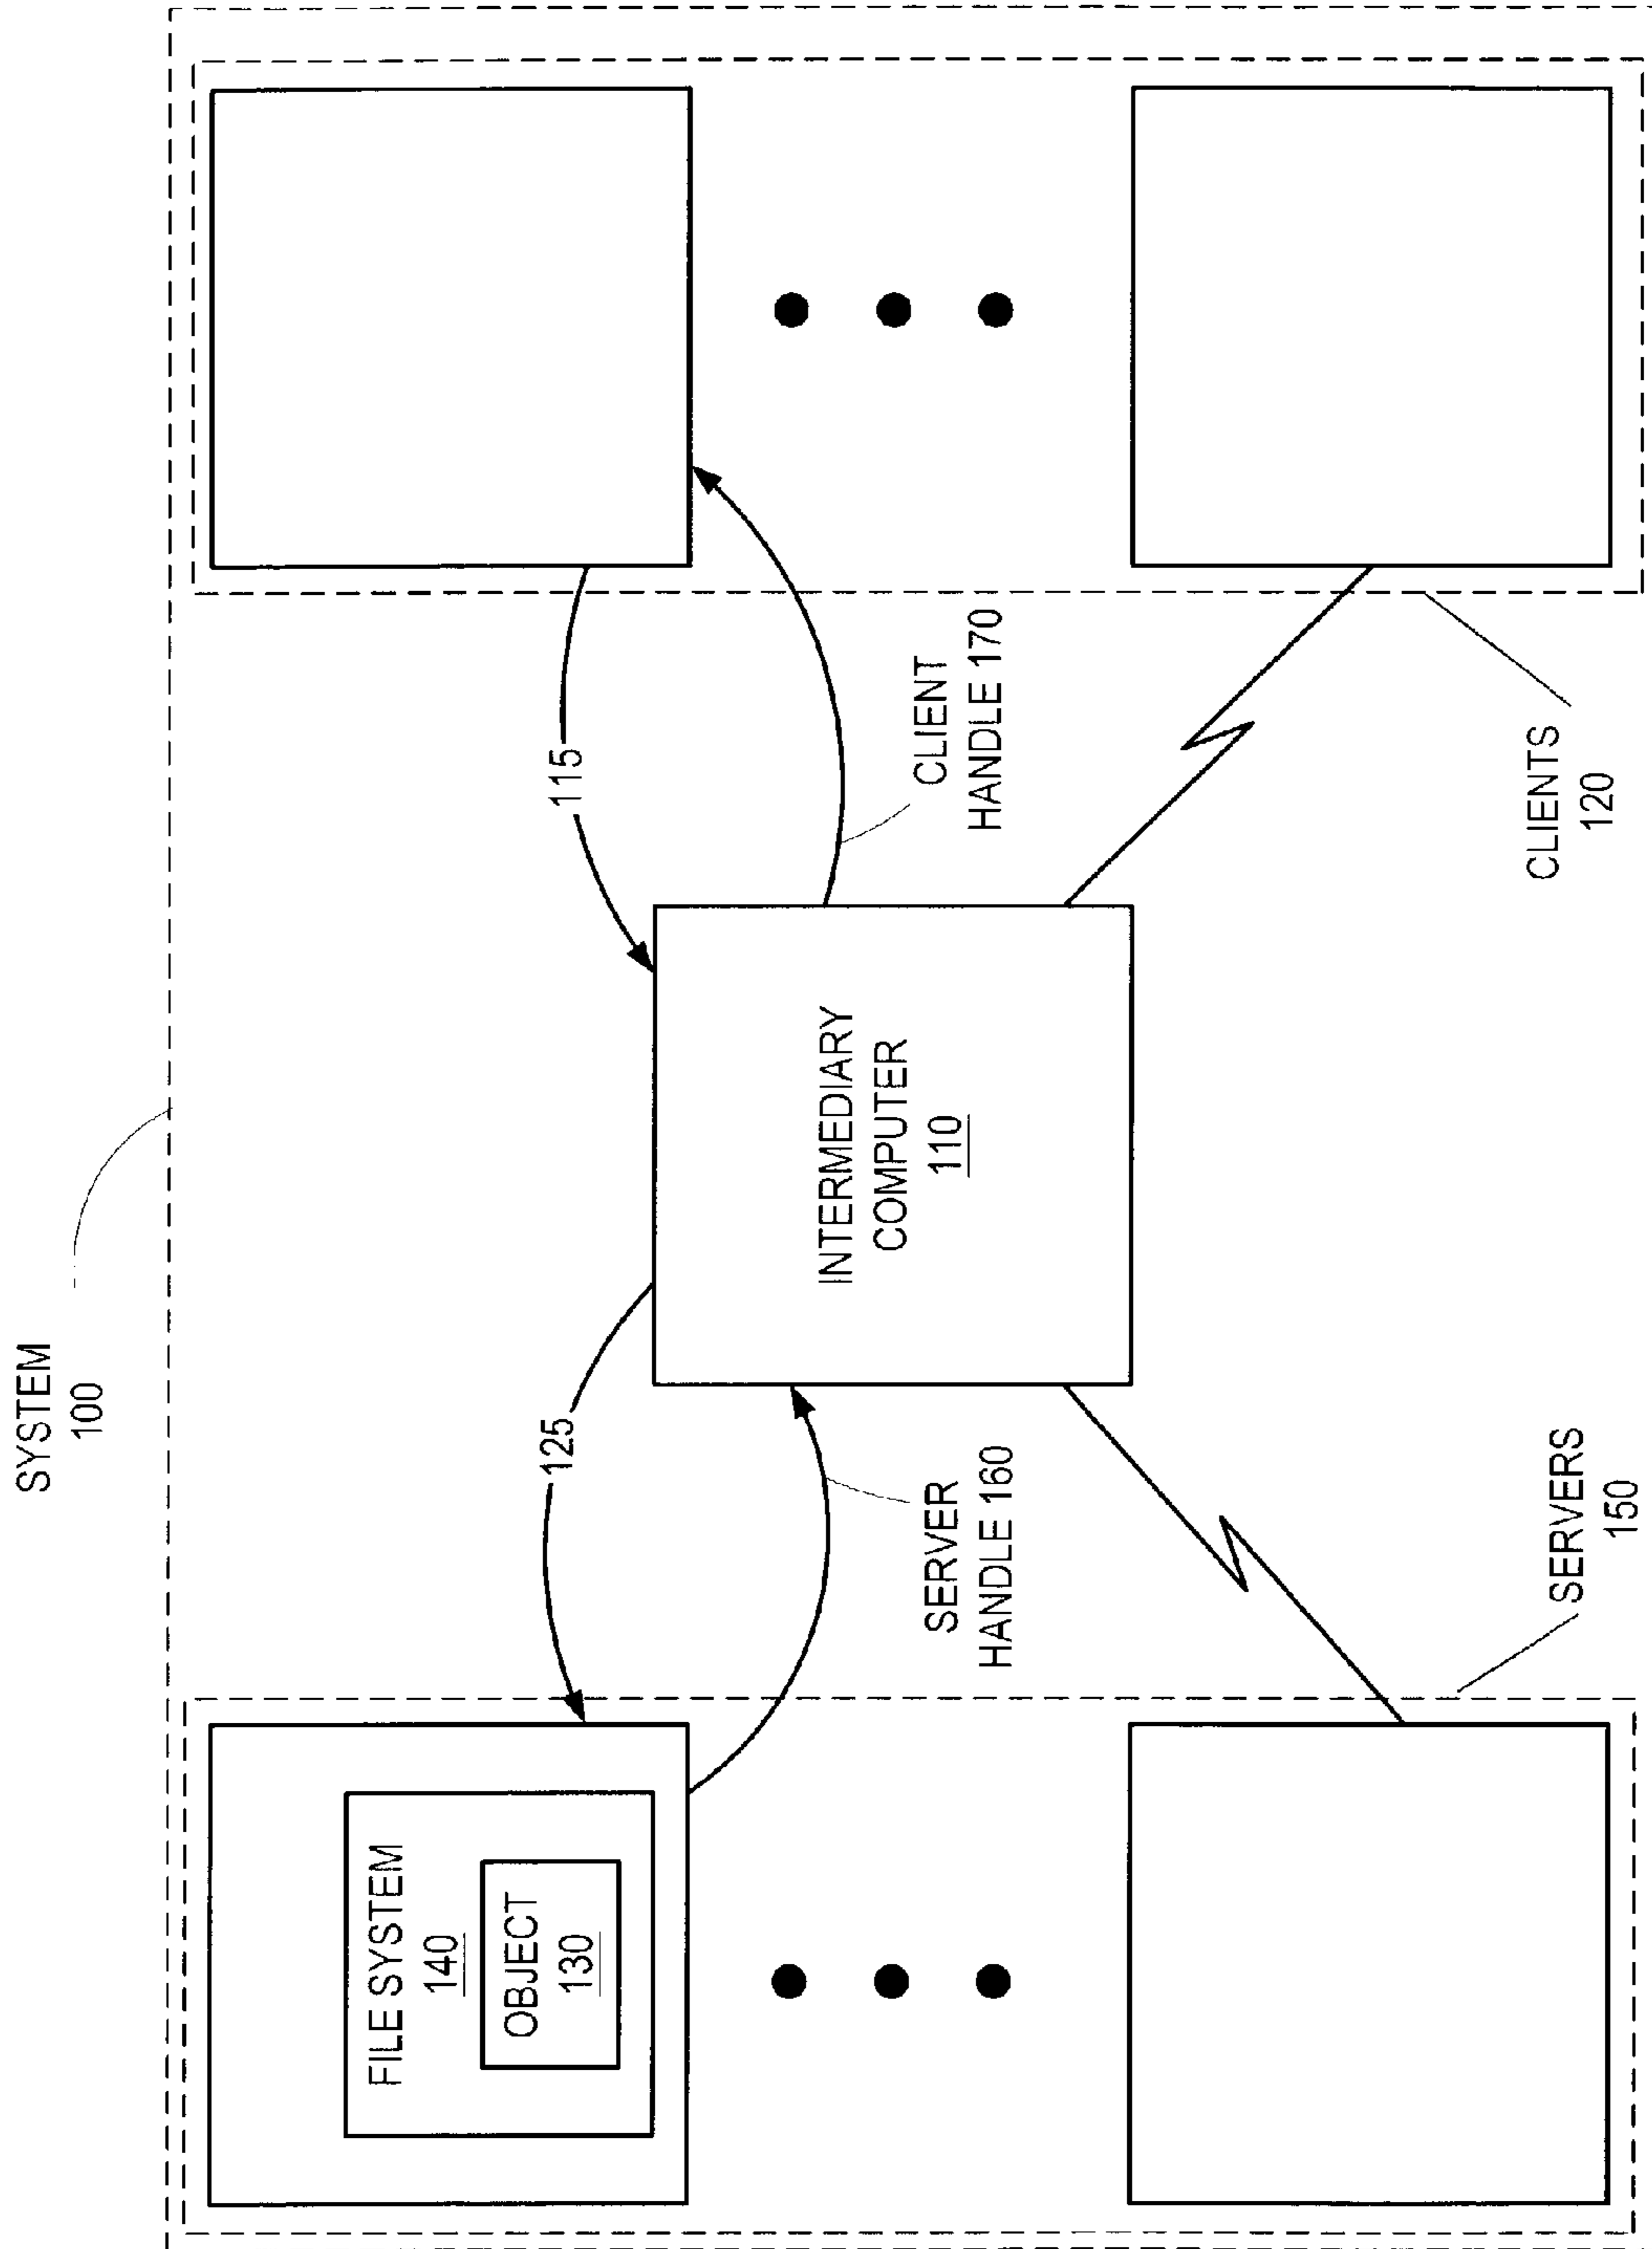 SYSTEM
100
FILE SYSTEM
140
OBJECT
130
125
SERVER
HANDLE 160
SERVERS
150
INTERMEDIARY
COMPUTER
110
115
CLIENT
HANDLE 170
CLIENTS
120